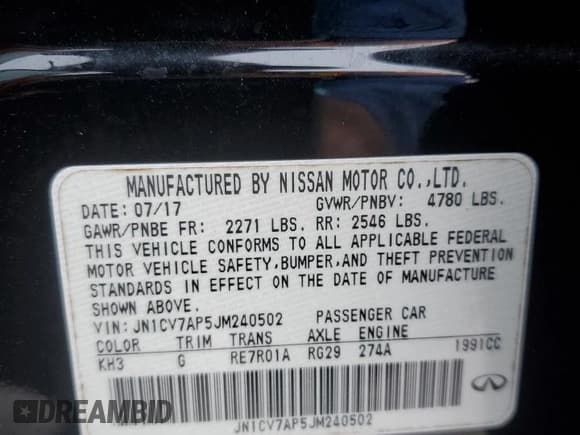 MANUFACTURED BY NISSAN MOTOR CO.,LTD.
DATE: 07/17 GVWR/PNBV: 4780 LBS.
GAWR/PNBE FR: 2271 LBS. RR: 2546 LBS.
THIS VEHICLE CONFORMS TO ALL APPLICABLE FEDERAL
MOTOR VEHICLE SAFETY,BUMPER,AND THEFT PREVENTION
STANDARDS IN EFFECT ON THE DATE OF MANUFACTURE
SHOWN ABOVE.
VIN: JN1CV7AP5JM240502 PASSENGER CAR
COLOR TRIM TRANS AXLE ENGINE
KH3 G RE7R01A RG29 274A 1991CC
JN1CV7AP5JM240502
DREAMBID